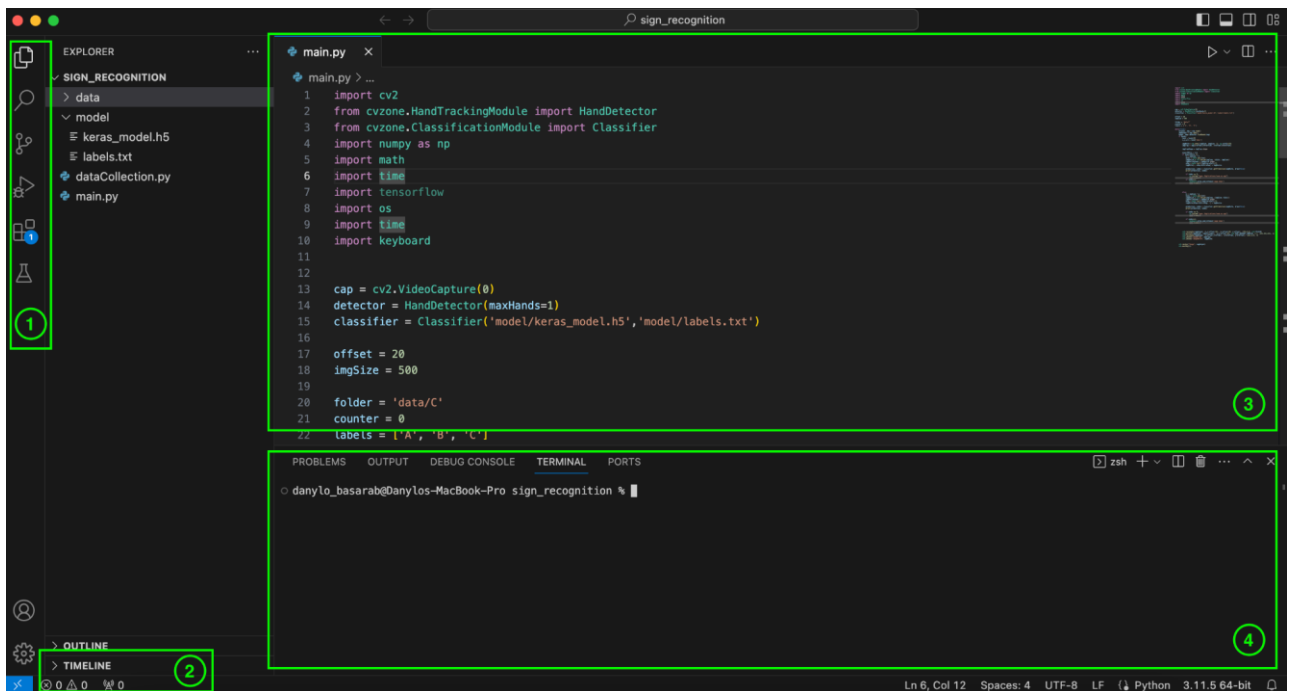 sign_recognition
EXPLORER
SIGN_RECOGNITION
data
model
keras_model.h5
labels.txt
dataCollection.py
main.py
1
1
OUTLINE
TIMELINE
2
main.py
main.py > ...
1 import cv2
2 from cvzone.HandTrackingModule import HandDetector
3 from cvzone.ClassificationModule import Classifier
4 import numpy as np
5 import math
6 import time
7 import tensorflow
8 import os
9 import time
10 import keyboard
11
12
13 cap = cv2.VideoCapture(0)
14 detector = HandDetector(maxHands=1)
15 classifier = Classifier('model/keras_model.h5','model/labels.txt')
16
17 offset = 20
18 imgSize = 500
19
20 folder = 'data/C'
21 counter = 0
22 labels = ['A', 'B', 'C']
3
PROBLEMS OUTPUT DEBUG CONSOLE TERMINAL PORTS zsh
danylo_basarab@Danylos-MacBook-Pro sign_recognition %
4
0 0 0 Ln 6, Col 12 Spaces: 4 UTF-8 LF Python 3.11.5 64-bit